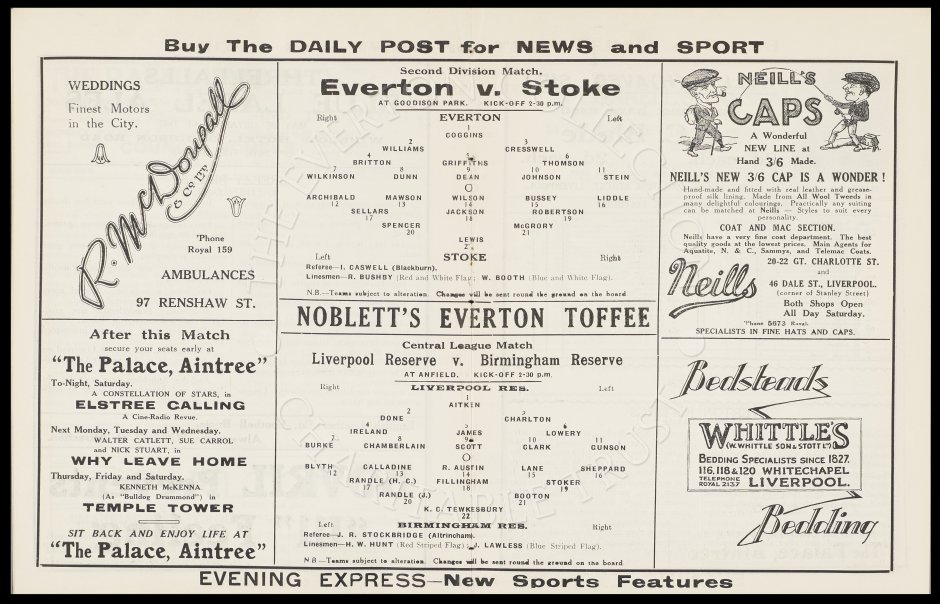 Buy The DAILY POST for NEWS and SPORT
WEDDINGS
Finest Motors
in the City.
R. McDougall
& Co Ltd
'Phone
Royal 159
AMBULANCES
97 RENSHAW ST.
After this Match
secure your seats early at
"The Palace, Aintree"
To-Night, Saturday.
A CONSTELLATION OF STARS, in
ELSTREE CALLING
A Cine-Radio Revue.
Next Monday, Tuesday and Wednesday.
WALTER CATLETT, SUE CARROL
and NICK STUART, in
WHY LEAVE HOME
Thursday, Friday and Saturday.
KENNETH McKENNA
(As "Bulldog Drummond") in
TEMPLE TOWER
SIT BACK AND ENJOY LIFE AT
"The Palace, Aintree"
Second Division Match.
Everton v. Stoke
AT GOODISON PARK. KICK-OFF 2-30 p.m.
Right EVERTON Left
1
COGGINS
2 3
WILLIAMS CRESSWELL
4 5 6
BRITTON GRIFFITHS THOMSON
7 8 9 10 11
WILKINSON DUNN DEAN JOHNSON STEIN
O
ARCHIBALD MAWSON WILSON BUSSEY LIDDLE
12 13 14 15 16
SELLARS JACKSON ROBERTSON
17 18 19
SPENCER McGRORY
20 21
LEWIS
Left STOKE Right
Referee—I. CASWELL (Blackburn).
Linesmen—R. BUSHBY (Red and White Flag; W. BOOTH (Blue and White Flag).
N.B.—Teams subject to alteration. Changes will be sent round the ground on the board
NOBLETT'S EVERTON TOFFEE
Central League Match
Liverpool Reserve v. Birmingham Reserve
AT ANFIELD. KICK-OFF 2-30 p.m.
Right LIVERPOOL RES. Left
1
AITKEN
2 3
DONE CHARLTON
4 5 6
IRELAND JAMES LOWERY
7 8 9 10 11
BURKE CHAMBERLAIN SCOTT CLARK GUNSON
O
BLYTH CALLADINE R. AUSTIN LANE SHEPPARD
12 13 14 15 16
RANDLE (H. C.) FILLINGHAM STOKER
17 18 19
RANDLE (J.) BOOTON
20 21
K. C. TEWKESBURY
22
Left BIRMINGHAM RES. Right
Referee—J. R. STOCKBRIDGE (Altrincham).
Linesmen—H. W. HUNT (Red Striped Flag); J. LAWLESS (Blue Striped Flag).
N B—Teams subject to alteration. Changes will be sent round the ground on the board
NEILL'S
CAPS
A Wonderful
NEW LINE at
Hand 3/6 Made.
NEILL'S NEW 3/6 CAP IS A WONDER!
Hand-made and fitted with real leather and grease-
proof silk lining. Made from All Wool Tweeds in
many delightful colourings. Practically any suiting
can be matched at Neills — Styles to suit every
personality.
COAT AND MAC SECTION.
Neills have a very fine coat department. The best
quality goods at the lowest prices. Main Agents for
Aquatite, N. & C., Sammys, and Telemac Coats.
Neills
20-22 GT. CHARLOTTE ST.
and
46 DALE ST., LIVERPOOL.
(corner of Stanley Street)
Both Shops Open
All Day Saturday.
'Phone 5673 Royal.
SPECIALISTS IN FINE HATS AND CAPS.
Bedsteads
WHITTLE'S
(W. WHITTLE SON & STOTT LTD)
BEDDING SPECIALISTS SINCE 1827.
116, 118 & 120 WHITECHAPEL
TELEPHONE
ROYAL 2137 LIVERPOOL.
Bedding
EVENING EXPRESS—New Sports Features